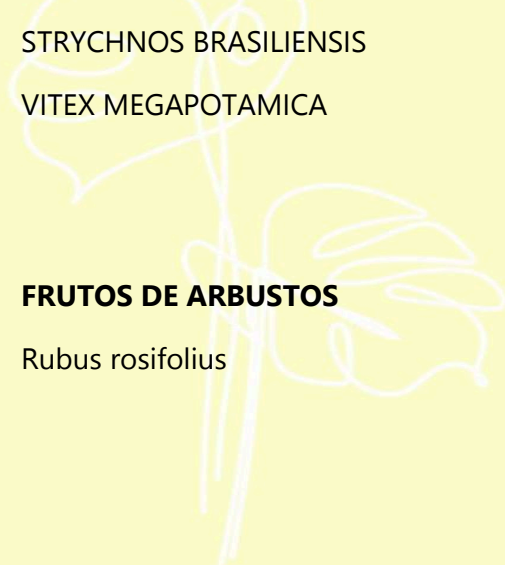 STRYCHNOS BRASILIENSIS
VITEX MEGAPOTAMICA
FRUTOS DE ARBUSTOS
Rubus rosifolius